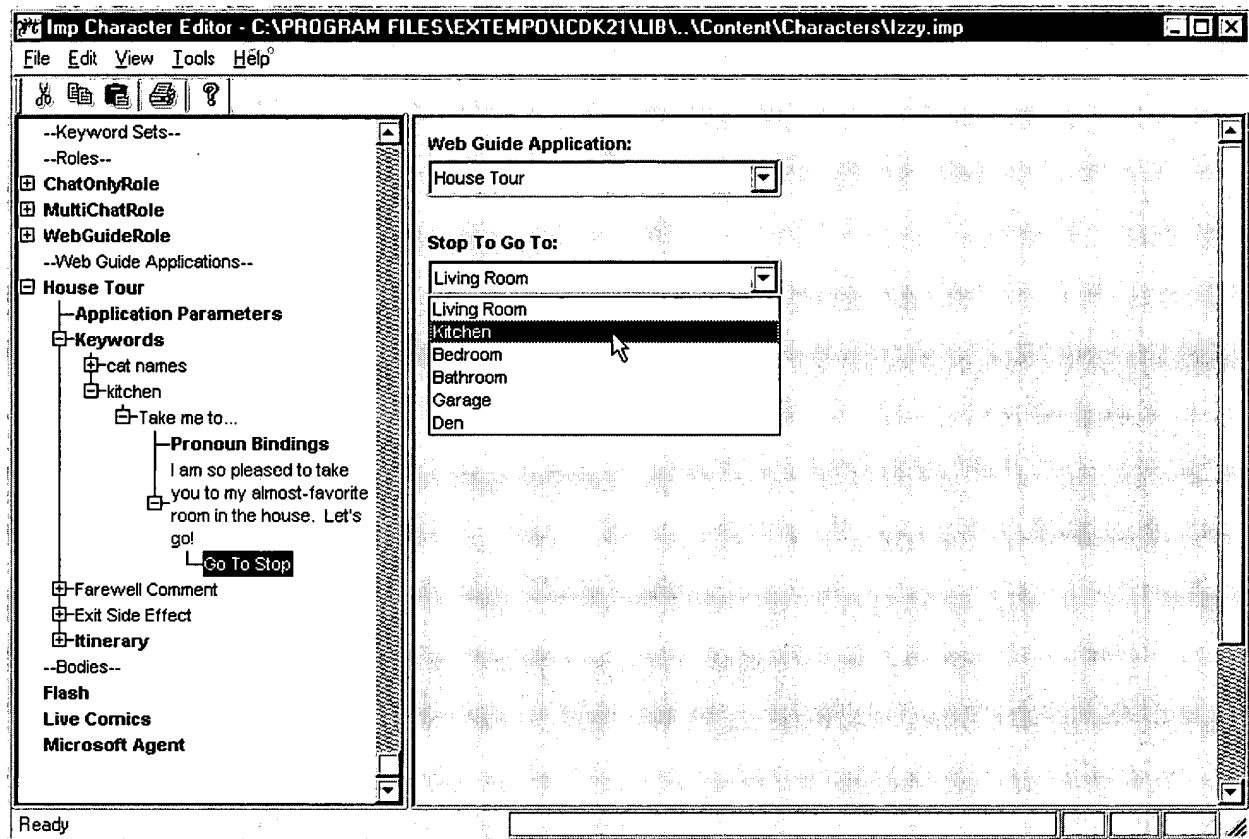 Imp Character Editor - C:\PROGRAM FILES\EXTEMPO\ICDK21\LIB\..\Content\Characters\Izzy.imp
File Edit View Tools Help
--Keyword Sets--
--Roles--
ChatOnlyRole
MultiChatRole
WebGuideRole
--Web Guide Applications--
House Tour
Application Parameters
Keywords
cat names
kitchen
Take me to...
Pronoun Bindings
I am so pleased to take
you to my almost-favorite
room in the house. Let's
go!
Go To Stop
Farewell Comment
Exit Side Effect
Itinerary
--Bodies--
Flash
Live Comics
Microsoft Agent
Web Guide Application:
House Tour
Stop To Go To:
Living Room
Living Room
Kitchen
Bedroom
Bathroom
Garage
Den
Ready